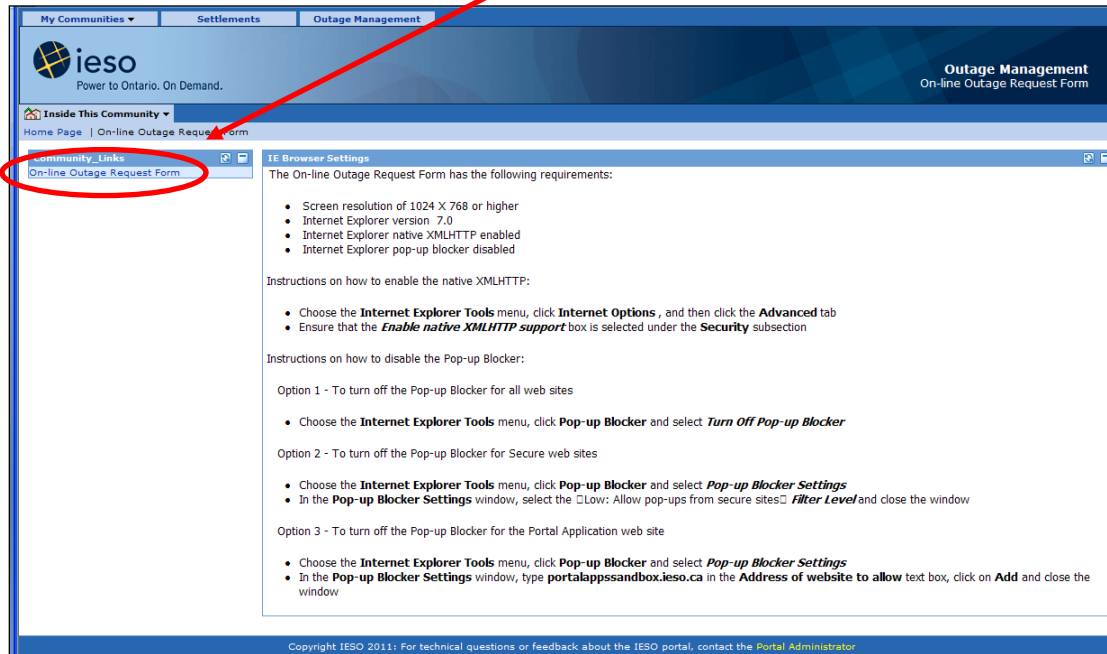 My Communities
Settlements
Outage Management
ieso
Power to Ontario. On Demand.
Outage Management
On-line Outage Request Form
Inside This Community
Home Page | On-line Outage Request Form
Community_Links
On-line Outage Request Form
IE Browser Settings
The On-line Outage Request Form has the following requirements:
• Screen resolution of 1024 X 768 or higher
• Internet Explorer version 7.0
• Internet Explorer native XMLHTTP enabled
• Internet Explorer pop-up blocker disabled
Instructions on how to enable the native XMLHTTP:
• Choose the Internet Explorer Tools menu, click Internet Options , and then click the Advanced tab
• Ensure that the Enable native XMLHTTP support box is selected under the Security subsection
Instructions on how to disable the Pop-up Blocker:
Option 1 - To turn off the Pop-up Blocker for all web sites
• Choose the Internet Explorer Tools menu, click Pop-up Blocker and select Turn Off Pop-up Blocker
Option 2 - To turn off the Pop-up Blocker for Secure web sites
• Choose the Internet Explorer Tools menu, click Pop-up Blocker and select Pop-up Blocker Settings
• In the Pop-up Blocker Settings window, select the □Low: Allow pop-ups from secure sites□ Filter Level and close the window
Option 3 - To turn off the Pop-up Blocker for the Portal Application web site
• Choose the Internet Explorer Tools menu, click Pop-up Blocker and select Pop-up Blocker Settings
• In the Pop-up Blocker Settings window, type portalappssandbox.ieso.ca in the Address of website to allow text box, click on Add and close the
window
Copyright IESO 2011: For technical questions or feedback about the IESO portal, contact the Portal Administrator